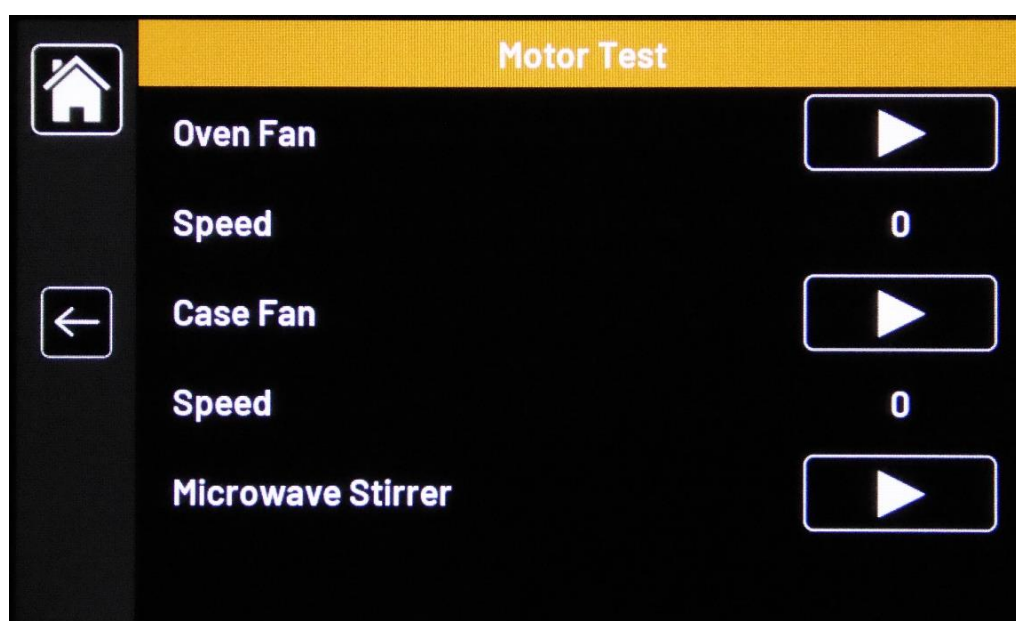 Motor Test
Oven Fan
Speed 0
Case Fan
Speed 0
Microwave Stirrer